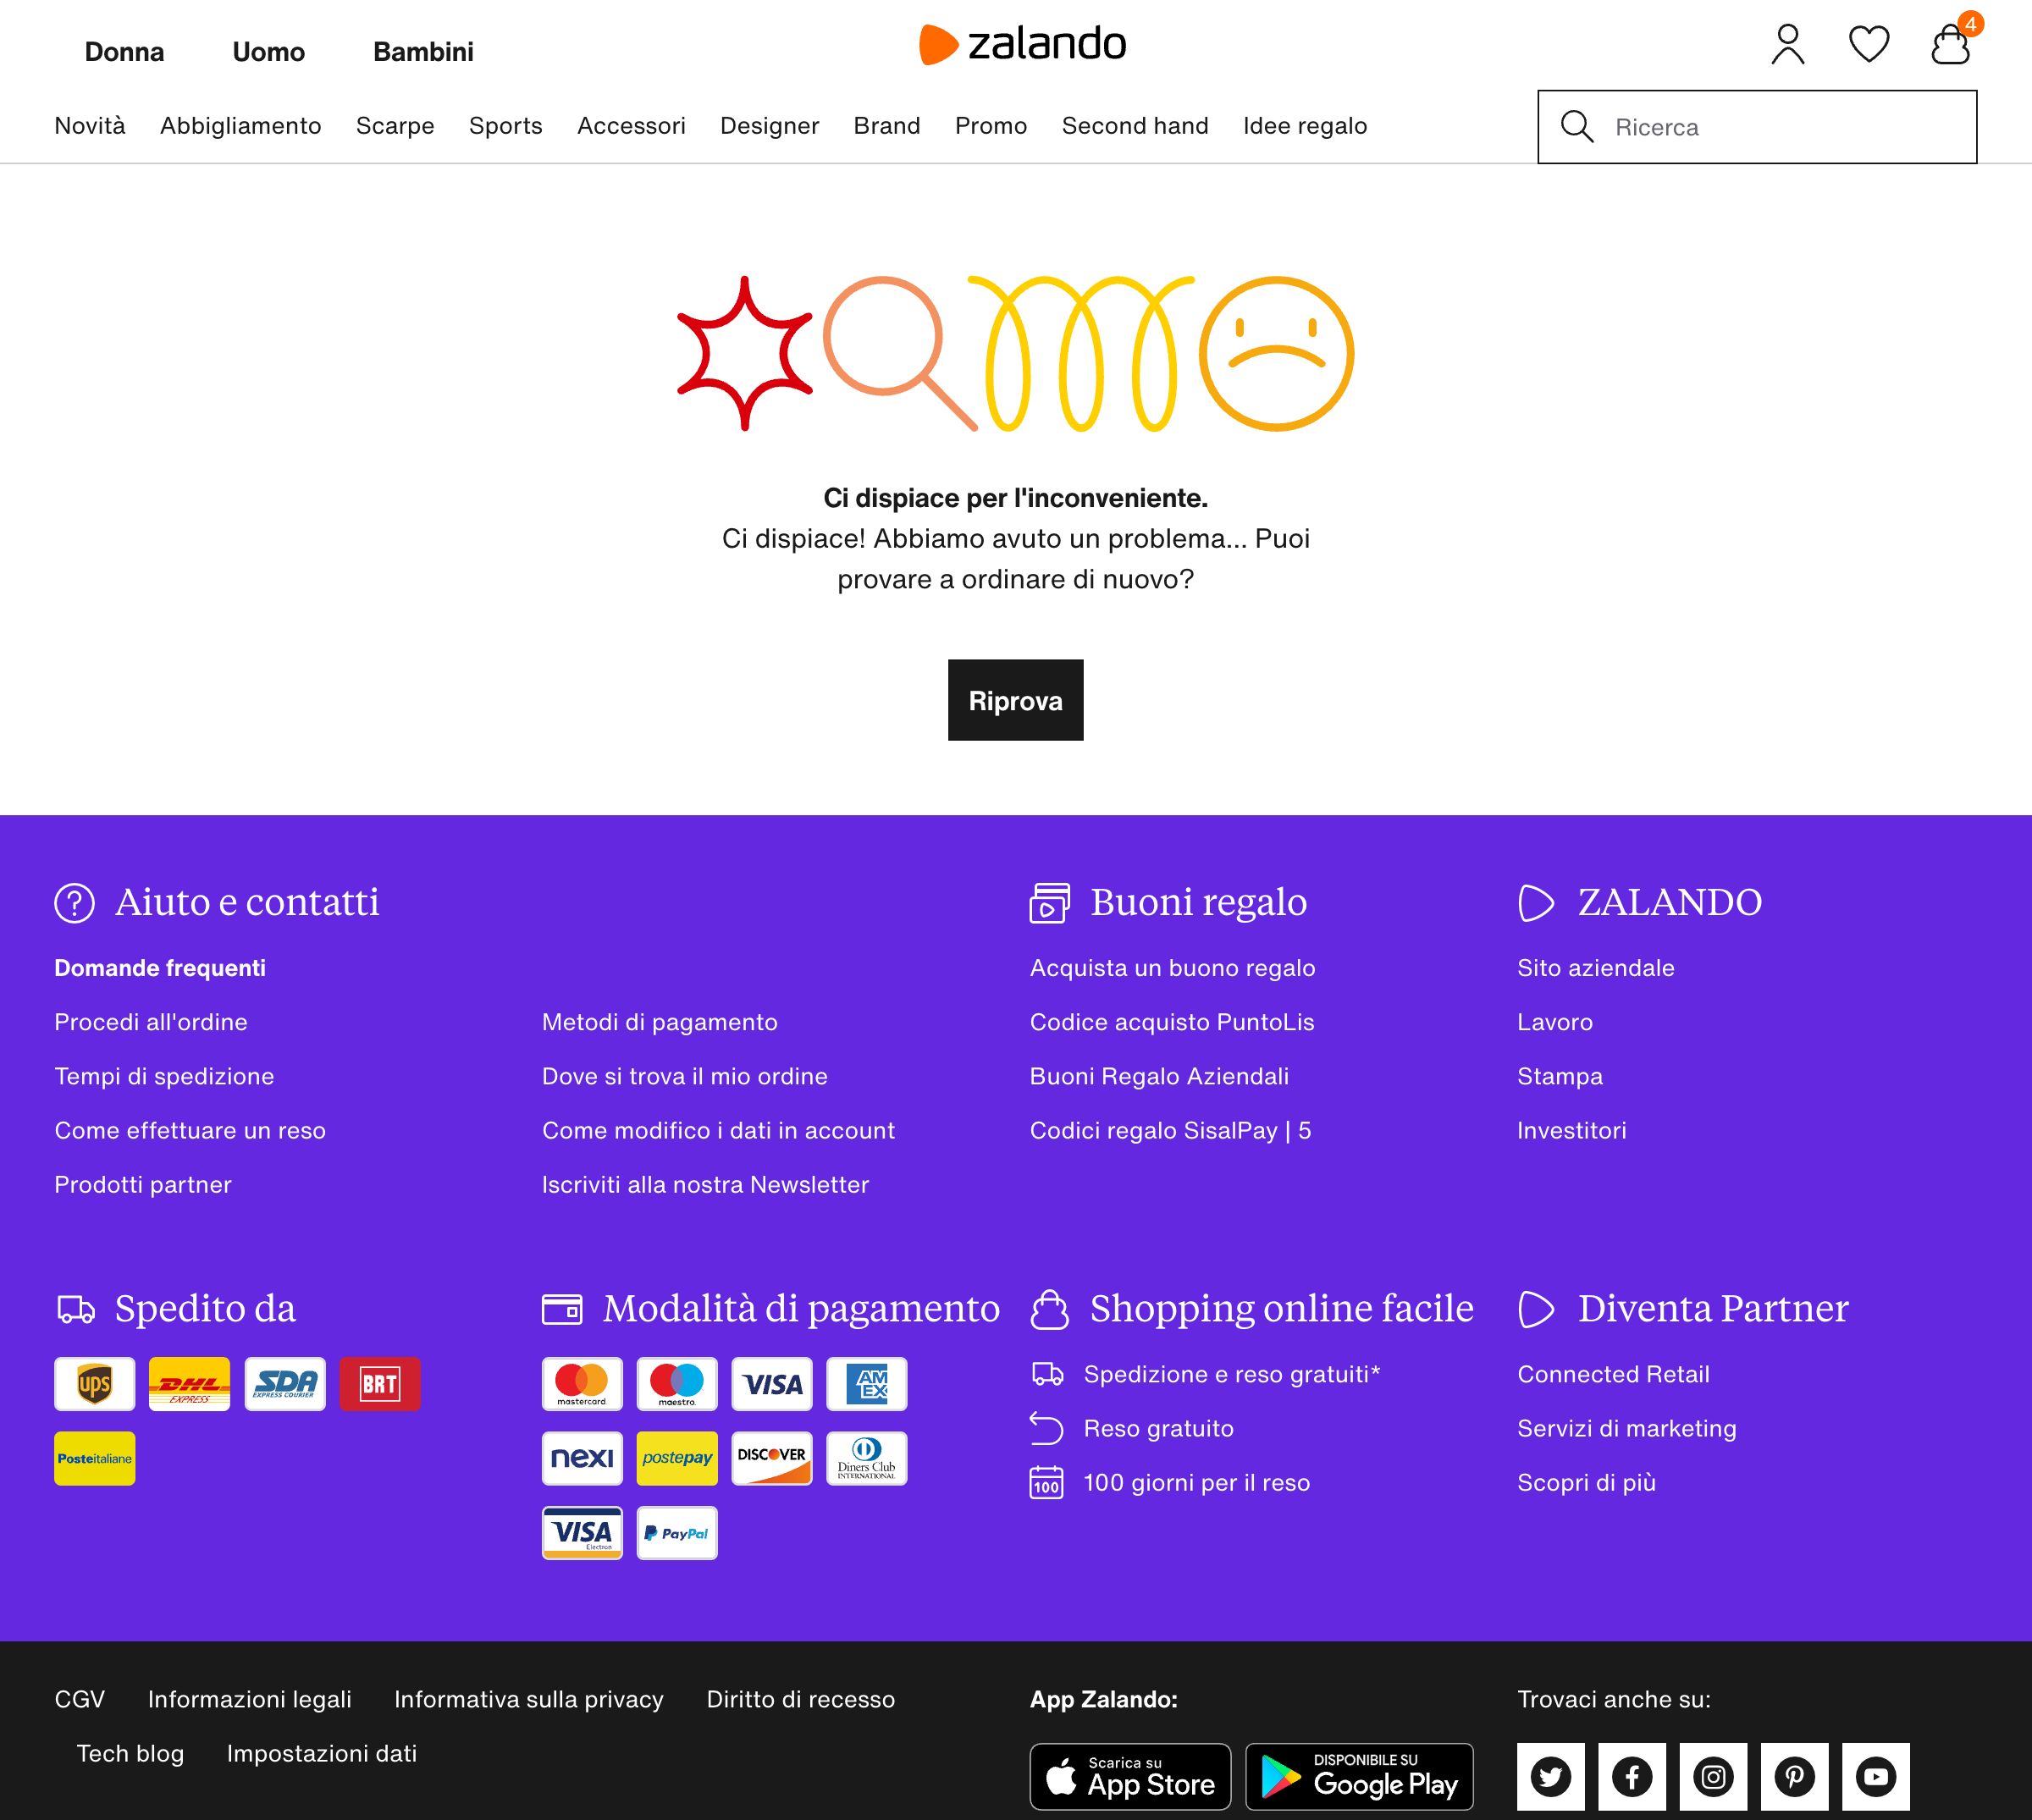 Donna Uomo Bambini
zalando
4
Novità Abbigliamento Scarpe Sports Accessori Designer Brand Promo Second hand Idee regalo
Ricerca
Ci dispiace per l'inconveniente.
Ci dispiace! Abbiamo avuto un problema... Puoi
provare a ordinare di nuovo?
Riprova
Aiuto e contatti
Domande frequenti
Procedi all'ordine
Tempi di spedizione
Come effettuare un reso
Prodotti partner
Metodi di pagamento
Dove si trova il mio ordine
Come modifico i dati in account
Iscriviti alla nostra Newsletter
Buoni regalo
Acquista un buono regalo
Codice acquisto PuntoLis
Buoni Regalo Aziendali
Codici regalo SisalPay | 5
ZALANDO
Sito aziendale
Lavoro
Stampa
Investitori
Spedito da
ups
DHL
EXPRESS
SDA
EXPRESS COURIER
BRT
Posteitaliane
Modalità di pagamento
mastercard
maestro
VISA
AM
EX
nexi
postepay
DISCOVER
Diners Club
INTERNATIONAL
VISA
Electron
PayPal
Shopping online facile
Spedizione e reso gratuiti*
Reso gratuito
100
100 giorni per il reso
Diventa Partner
Connected Retail
Servizi di marketing
Scopri di più
CGV Informazioni legali Informativa sulla privacy Diritto di recesso
Tech blog Impostazioni dati
App Zalando:
Scarica su
App Store
DISPONIBILE SU
Google Play
Trovaci anche su: